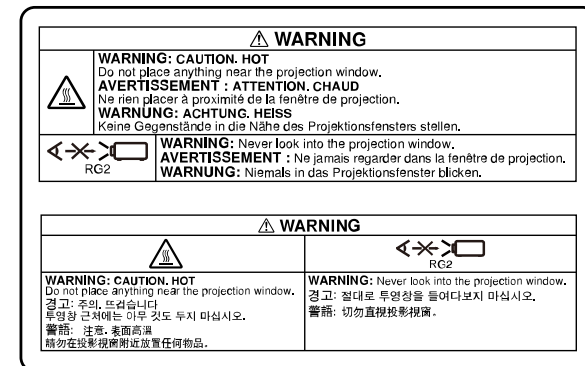 ⚠ WARNING
WARNING: CAUTION. HOT
Do not place anything near the projection window.
AVERTISSEMENT : ATTENTION. CHAUD
Ne rien placer à proximité de la fenêtre de projection.
WARNUNG: ACHTUNG. HEISS
Keine Gegenstände in die Nähe des Projektionsfensters stellen.
RG2
WARNING: Never look into the projection window.
AVERTISSEMENT : Ne jamais regarder dans la fenêtre de projection.
WARNUNG: Niemals in das Projektionsfenster blicken.
⚠ WARNING
WARNING: CAUTION. HOT
Do not place anything near the projection window.
경고: 주의. 뜨겁습니다
투영창 근처에는 아무 것도 두지 마십시오.
警語: 注意. 表面高溫
請勿在投影視窗附近放置任何物品。
RG2
WARNING: Never look into the projection window.
경고: 절대로 투영창을 들여다보지 마십시오.
警語: 切勿直視投影視窗。